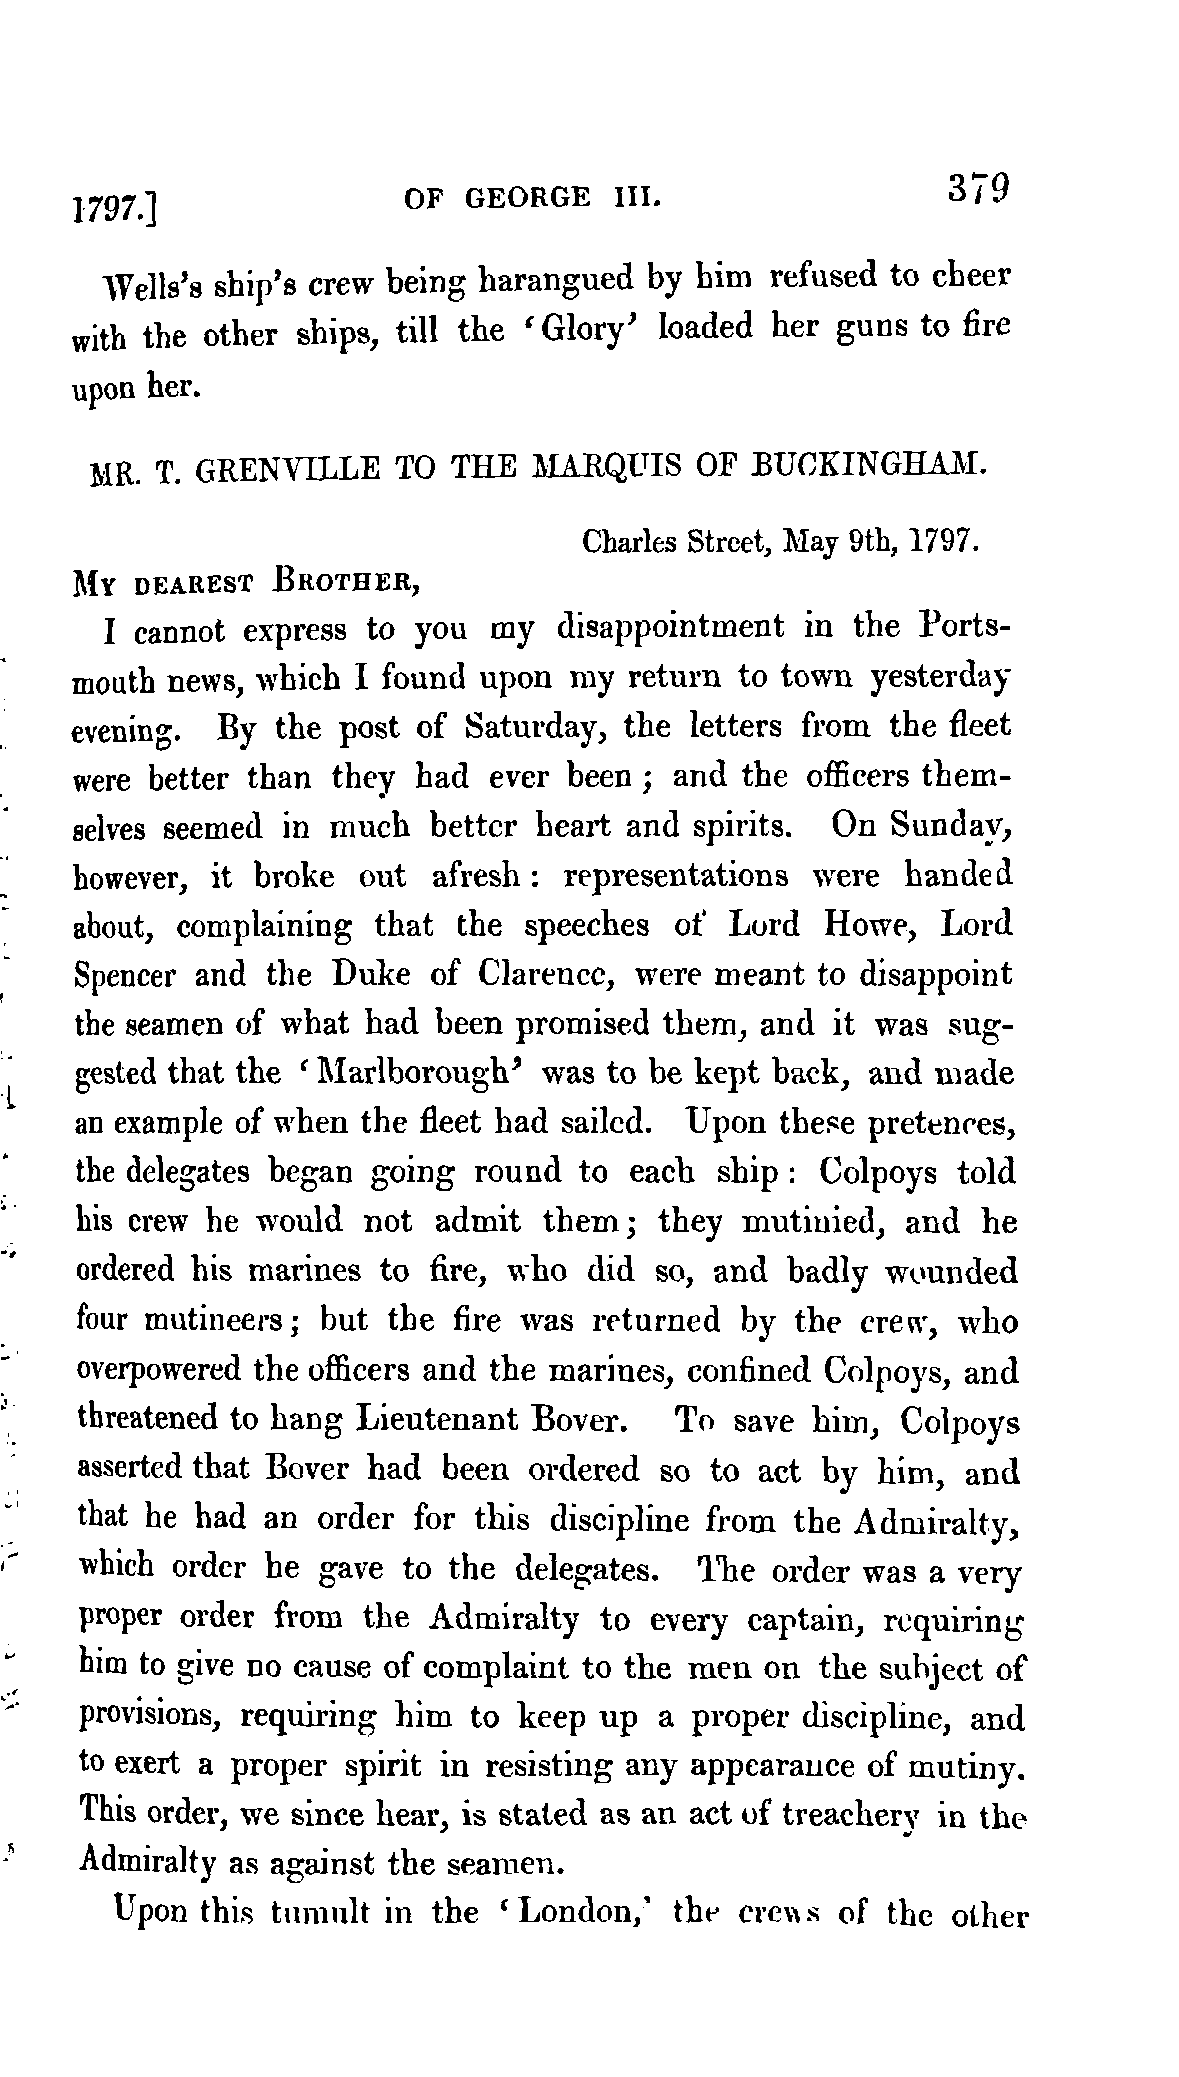 1797.] OF GEORGE III. 379
Wells's ship's crew being harangued by him refused to cheer
with the other ships, till the 'Glory' loaded her guns to fire
upon her.
MR. T. GRENVILLE TO THE MARQUIS OF BUCKINGHAM.
Charles Street, May 9th, 1797.
MY DEAREST BROTHER,
I cannot express to you my disappointment in the Ports-
mouth news, which I found upon my return to town yesterday
evening. By the post of Saturday, the letters from the fleet
were better than they had ever been; and the officers them-
selves seemed in much better heart and spirits. On Sunday,
however, it broke out afresh: representations were handed
about, complaining that the speeches of Lord Howe, Lord
Spencer and the Duke of Clarence, were meant to disappoint
the seamen of what had been promised them, and it was sug-
gested that the 'Marlborough' was to be kept back, and made
an example of when the fleet had sailed. Upon these pretences,
the delegates began going round to each ship: Colpoys told
his crew he would not admit them; they mutinied, and he
ordered his marines to fire, who did so, and badly wounded
four mutineers; but the fire was returned by the crew, who
overpowered the officers and the marines, confined Colpoys, and
threatened to hang Lieutenant Bover. To save him, Colpoys
asserted that Bover had been ordered so to act by him, and
that he had an order for this discipline from the Admiralty,
which order he gave to the delegates. The order was a very
proper order from the Admiralty to every captain, requiring
him to give no cause of complaint to the men on the subject of
provisions, requiring him to keep up a proper discipline, and
to exert a proper spirit in resisting any appearance of mutiny.
This order, we since hear, is stated as an act of treachery in the
Admiralty as against the seamen.
Upon this tumult in the 'London,' the crews of the other